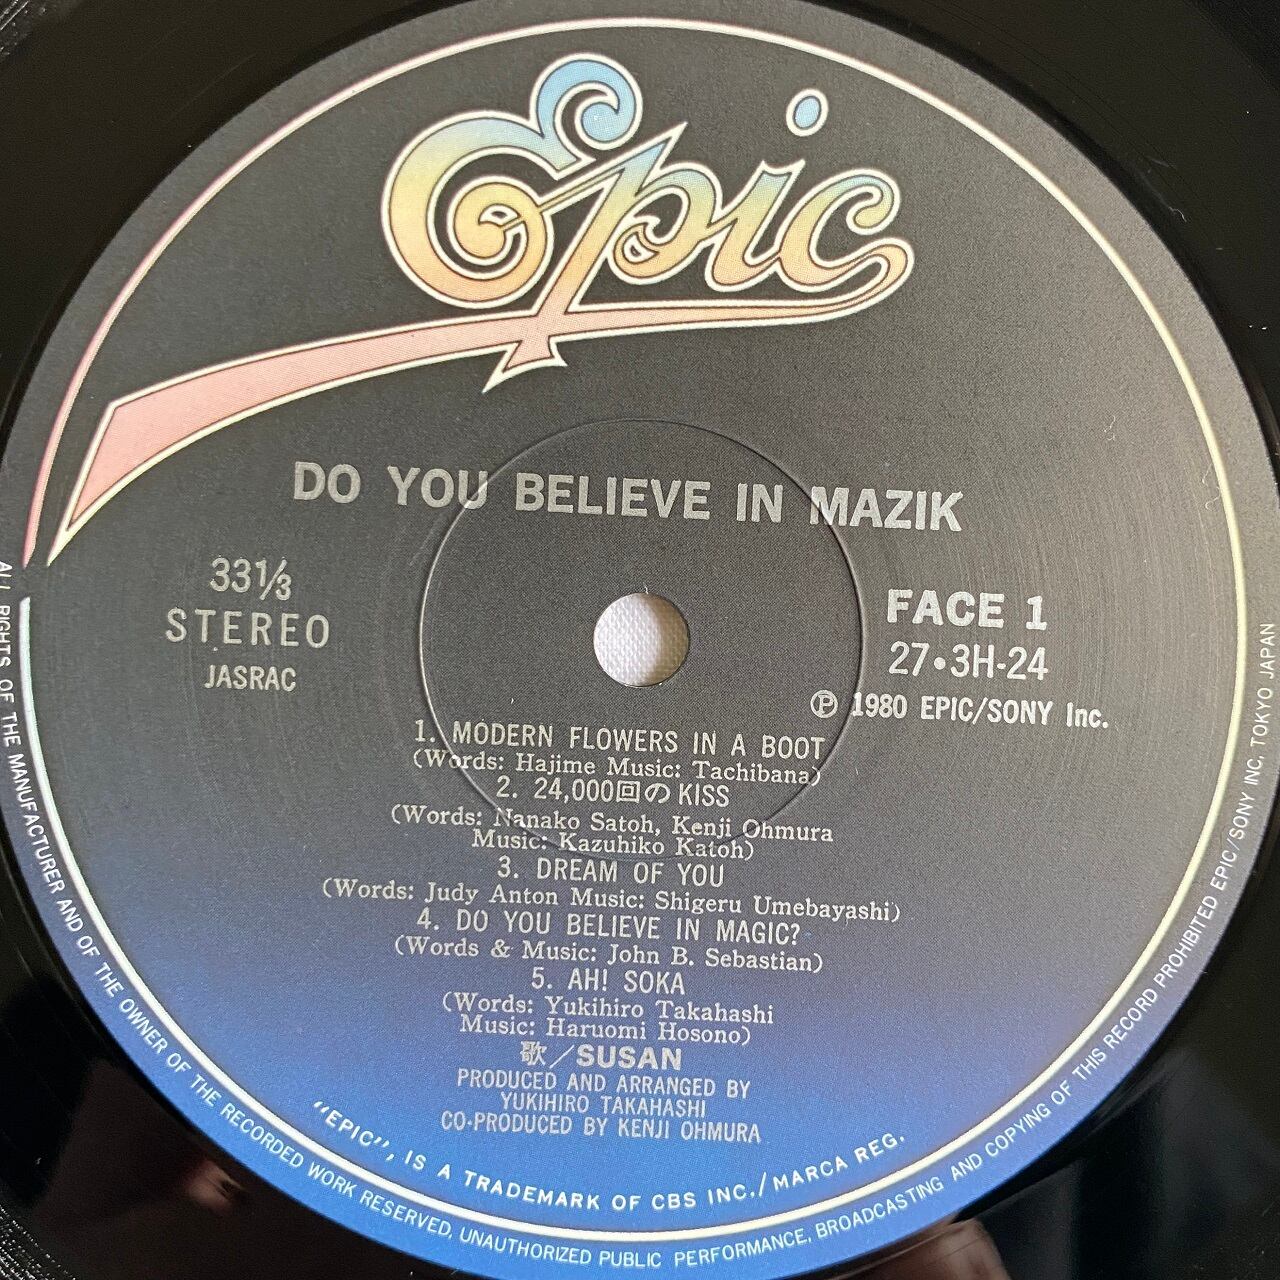 Epic
DO YOU BELIEVE IN MAZIK
33⅓
STEREO
JASRAC
FACE 1
27・3H-24
Ⓟ 1980 EPIC/SONY Inc.
1. MODERN FLOWERS IN A BOOT
(Words: Hajime Music: Tachibana)
2. 24,000回のKISS
(Words: Nanako Satoh, Kenji Ohmura
Music: Kazuhiko Katoh)
3. DREAM OF YOU
(Words: Judy Anton Music: Shigeru Umebayashi)
4. DO YOU BELIEVE IN MAGIC?
(Words & Music: John B. Sebastian)
5. AH! SOKA
(Words: Yukihiro Takahashi
Music: Haruomi Hosono)
歌／SUSAN
PRODUCED AND ARRANGED BY
YUKIHIRO TAKAHASHI
CO-PRODUCED BY KENJI OHMURA
"EPIC", IS A TRADEMARK OF CBS INC./MARCA REG.
ALL RIGHTS OF THE MANUFACTURER AND OF THE OWNER OF THE RECORDED WORK RESERVED, UNAUTHORIZED PUBLIC PERFORMANCE, BROADCASTING AND COPYING OF THIS RECORD PROHIBITED EPIC/SONY INC, TOKYO JAPAN